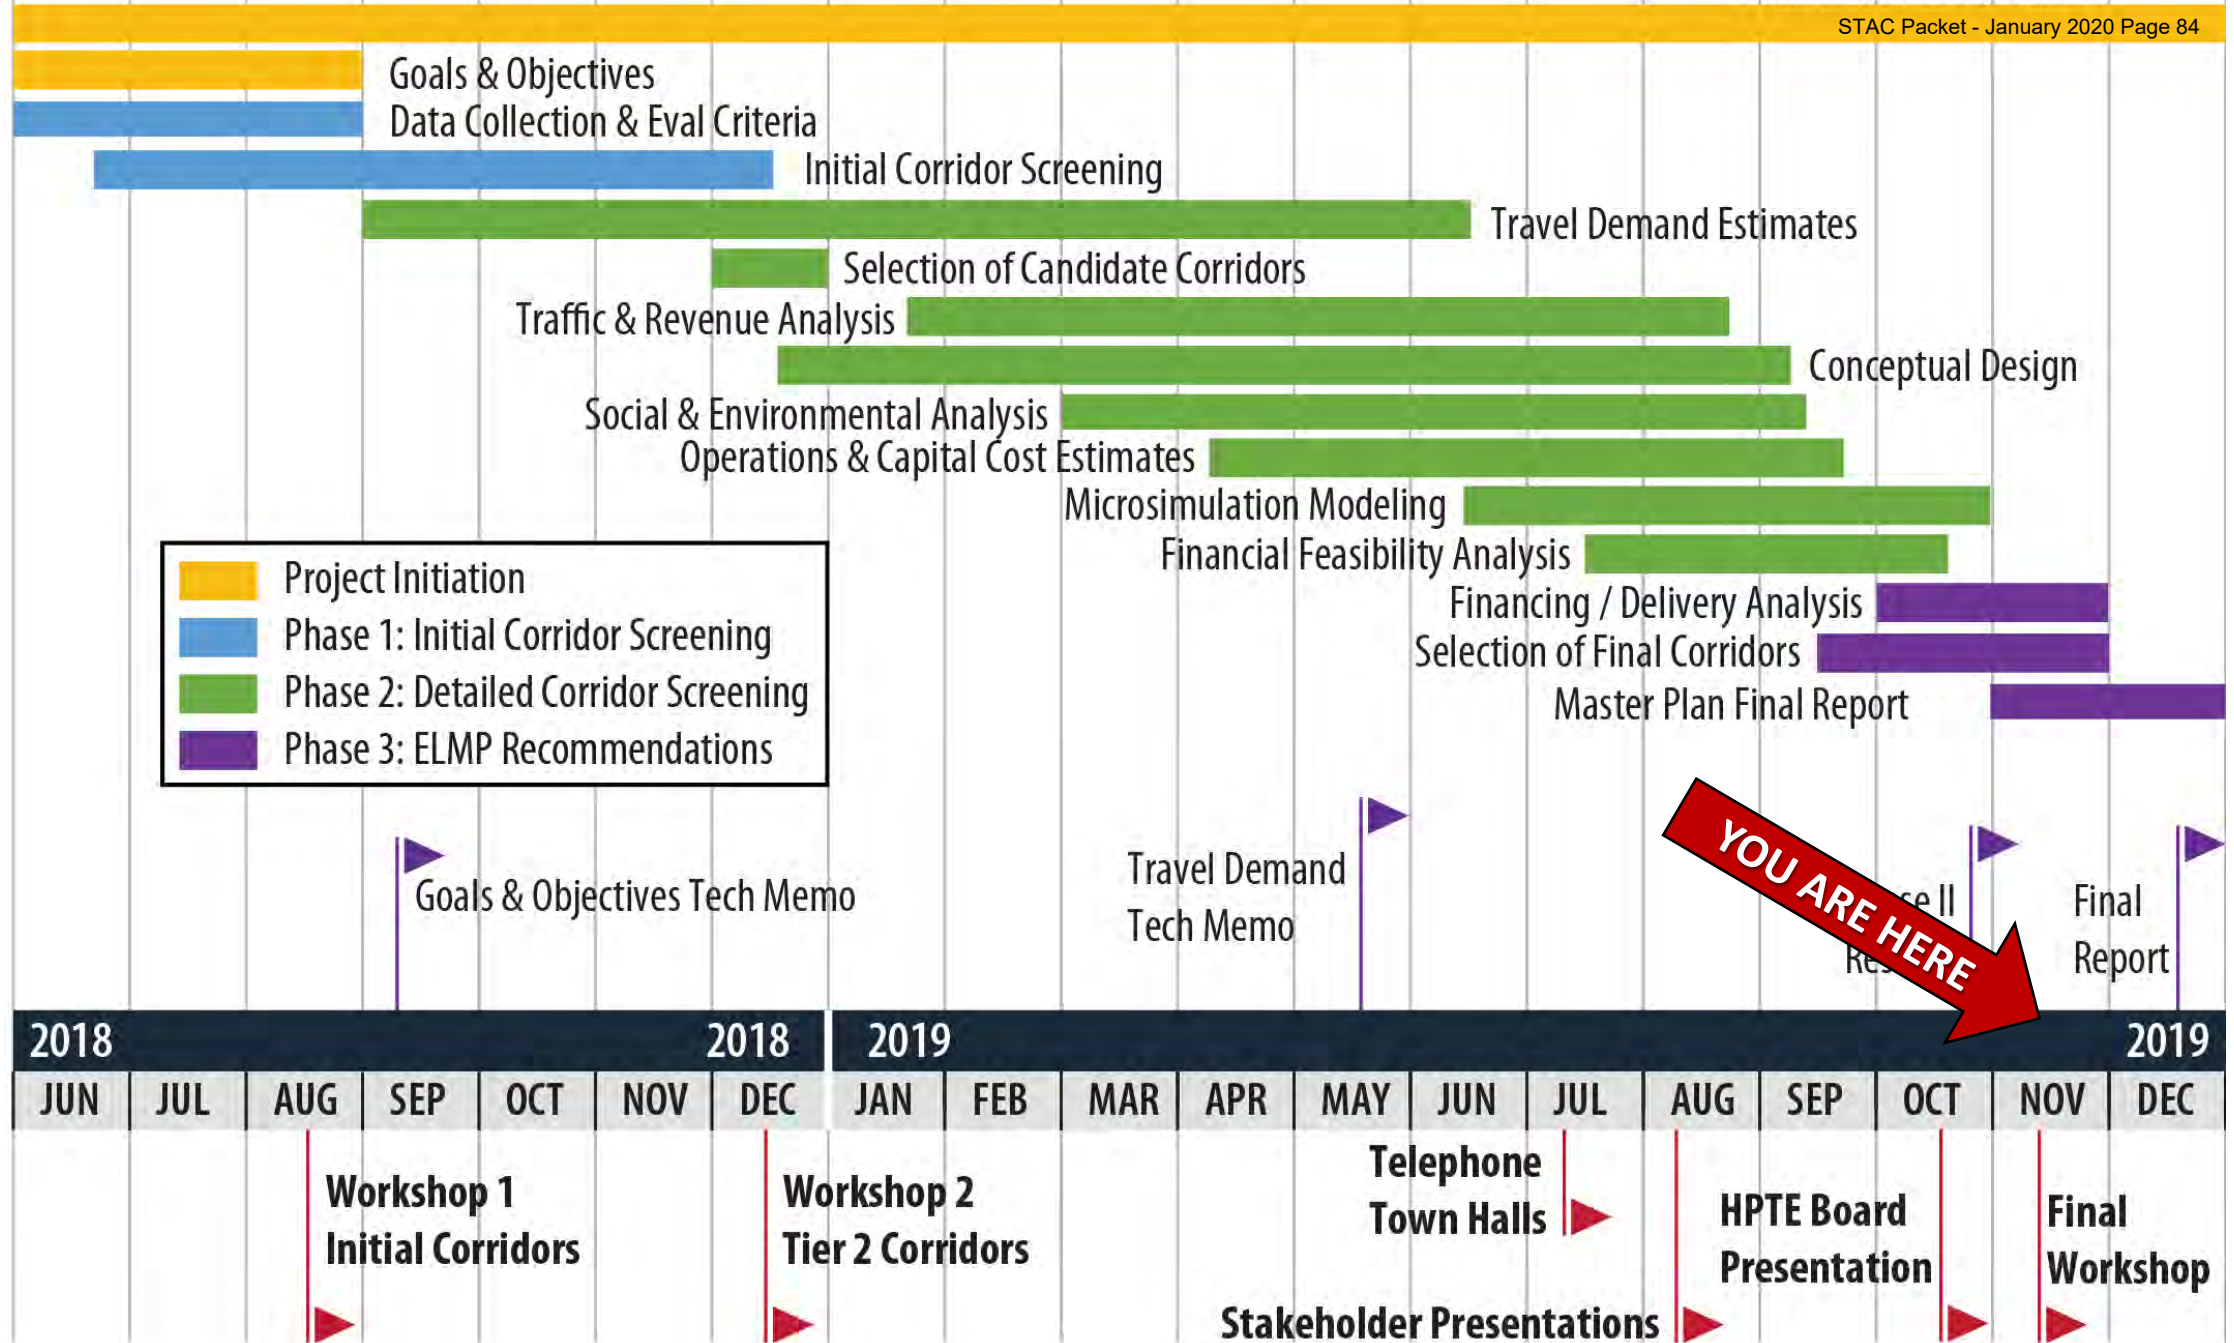 STAC Packet - January 2020 Page 84
Goals & Objectives
Data Collection & Eval Criteria
Initial Corridor Screening
Travel Demand Estimates
Selection of Candidate Corridors
Traffic & Revenue Analysis
Conceptual Design
Social & Environmental Analysis
Operations & Capital Cost Estimates
Microsimulation Modeling
Financial Feasibility Analysis
Financing / Delivery Analysis
Selection of Final Corridors
Master Plan Final Report
Project Initiation
Phase 1: Initial Corridor Screening
Phase 2: Detailed Corridor Screening
Phase 3: ELMP Recommendations
Goals & Objectives Tech Memo
Travel Demand
Tech Memo
YOU ARE HERE
II
Final
Report
2018 2018 2019 2019
JUN JUL AUG SEP OCT NOV DEC JAN FEB MAR APR MAY JUN JUL AUG SEP OCT NOV DEC
Workshop 1
Initial Corridors
Workshop 2
Tier 2 Corridors
Telephone
Town Halls
Stakeholder Presentations
HPTE Board
Presentation
Final
Workshop